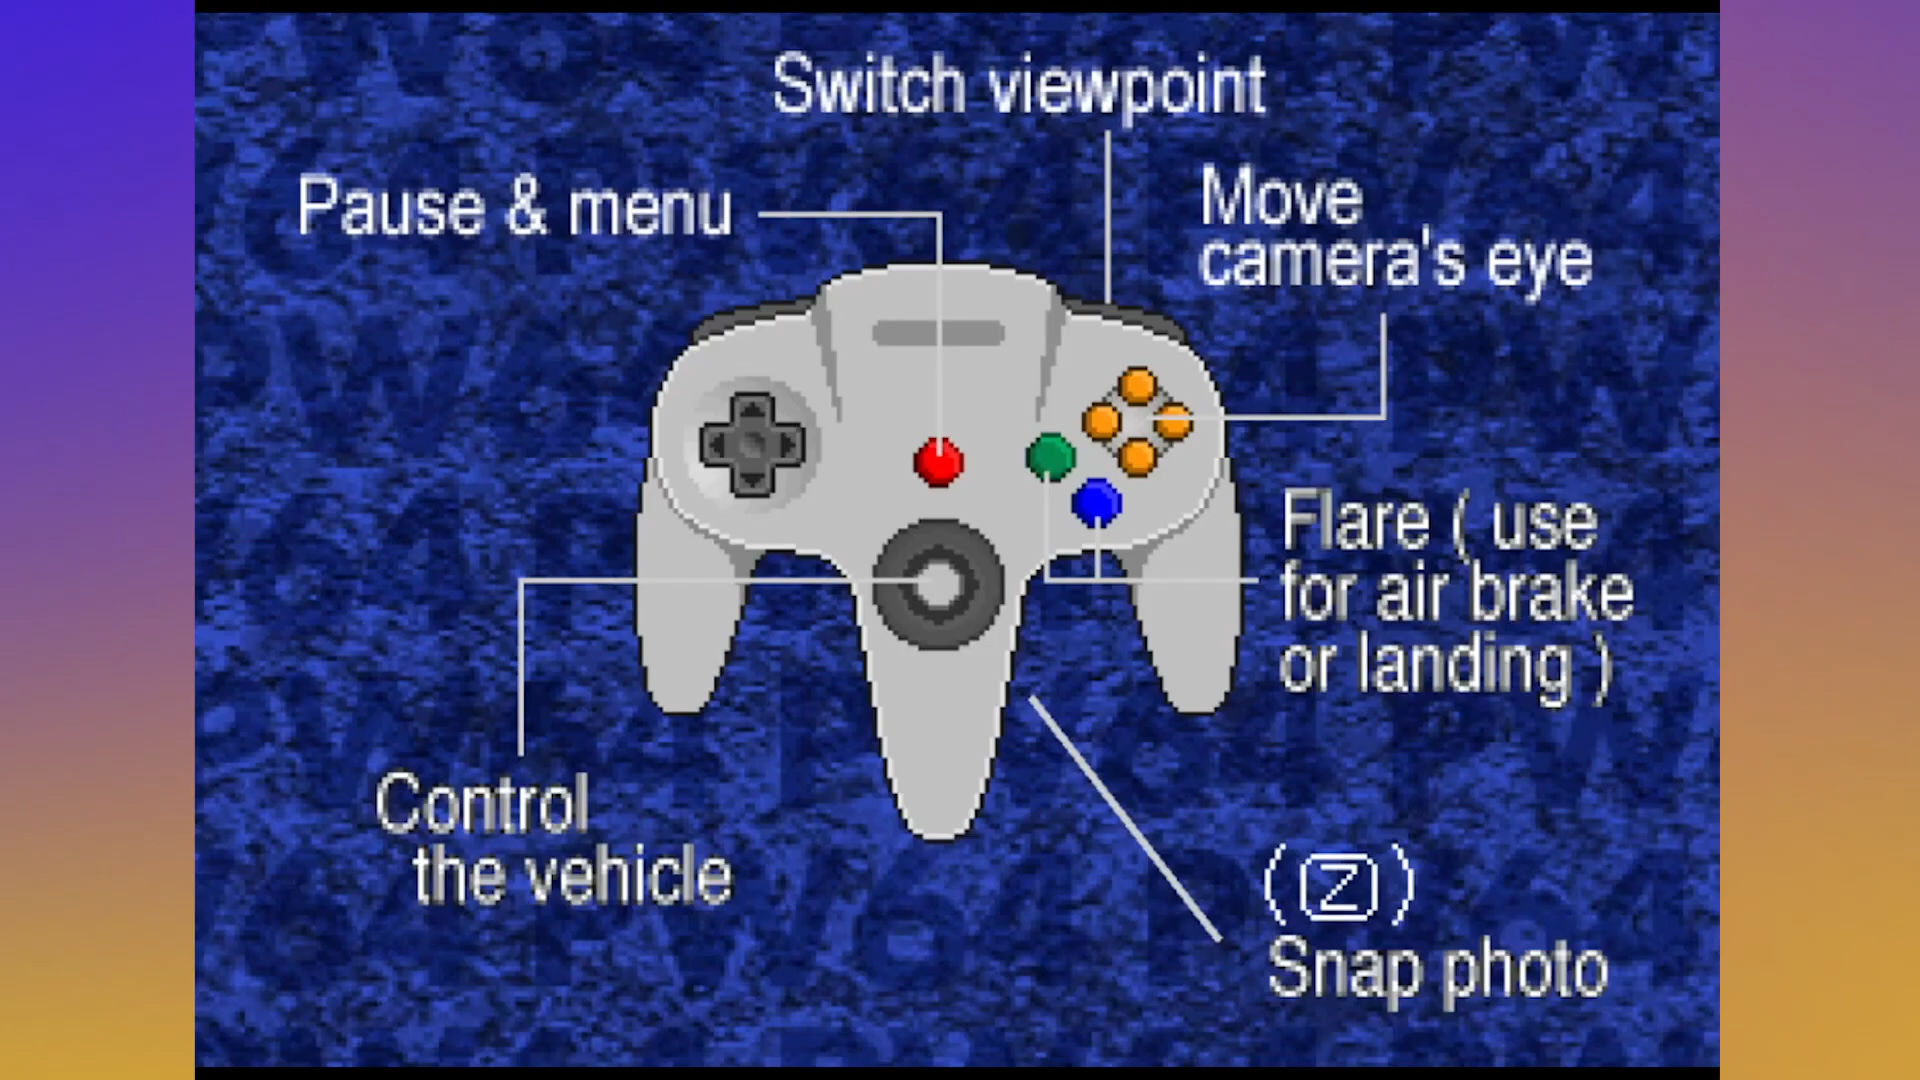 Switch viewpoint
Pause & menu
Move
camera's eye
Flare ( use
for air brake
or landing )
Control
the vehicle
( Z )
Snap photo